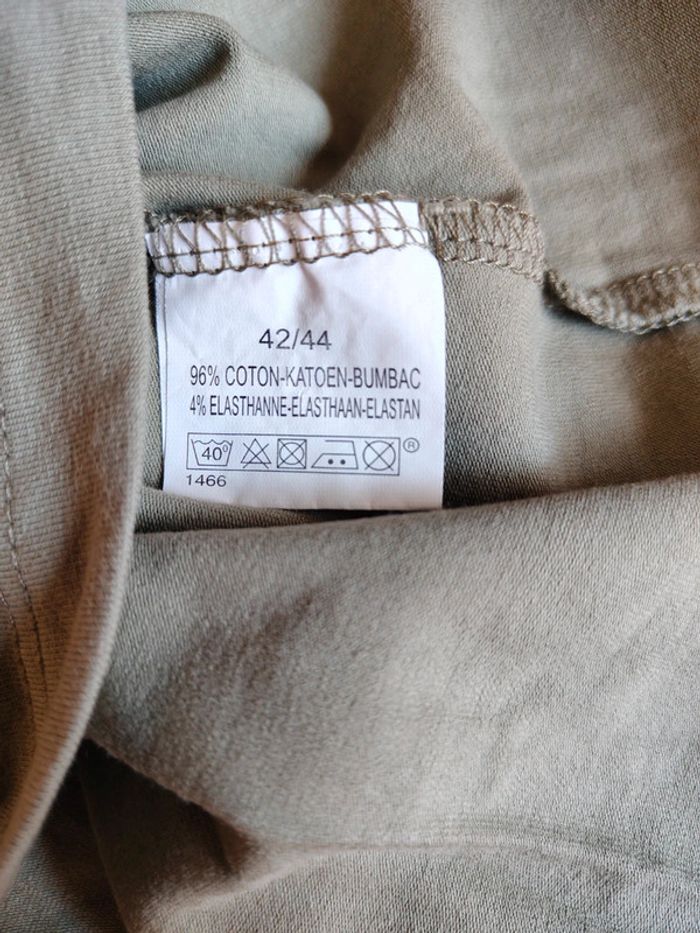 42/44
96% COTON-KATOEN-BUMBAC
4% ELASTHANNE-ELASTHAAN-ELASTAN
40° ®
1466